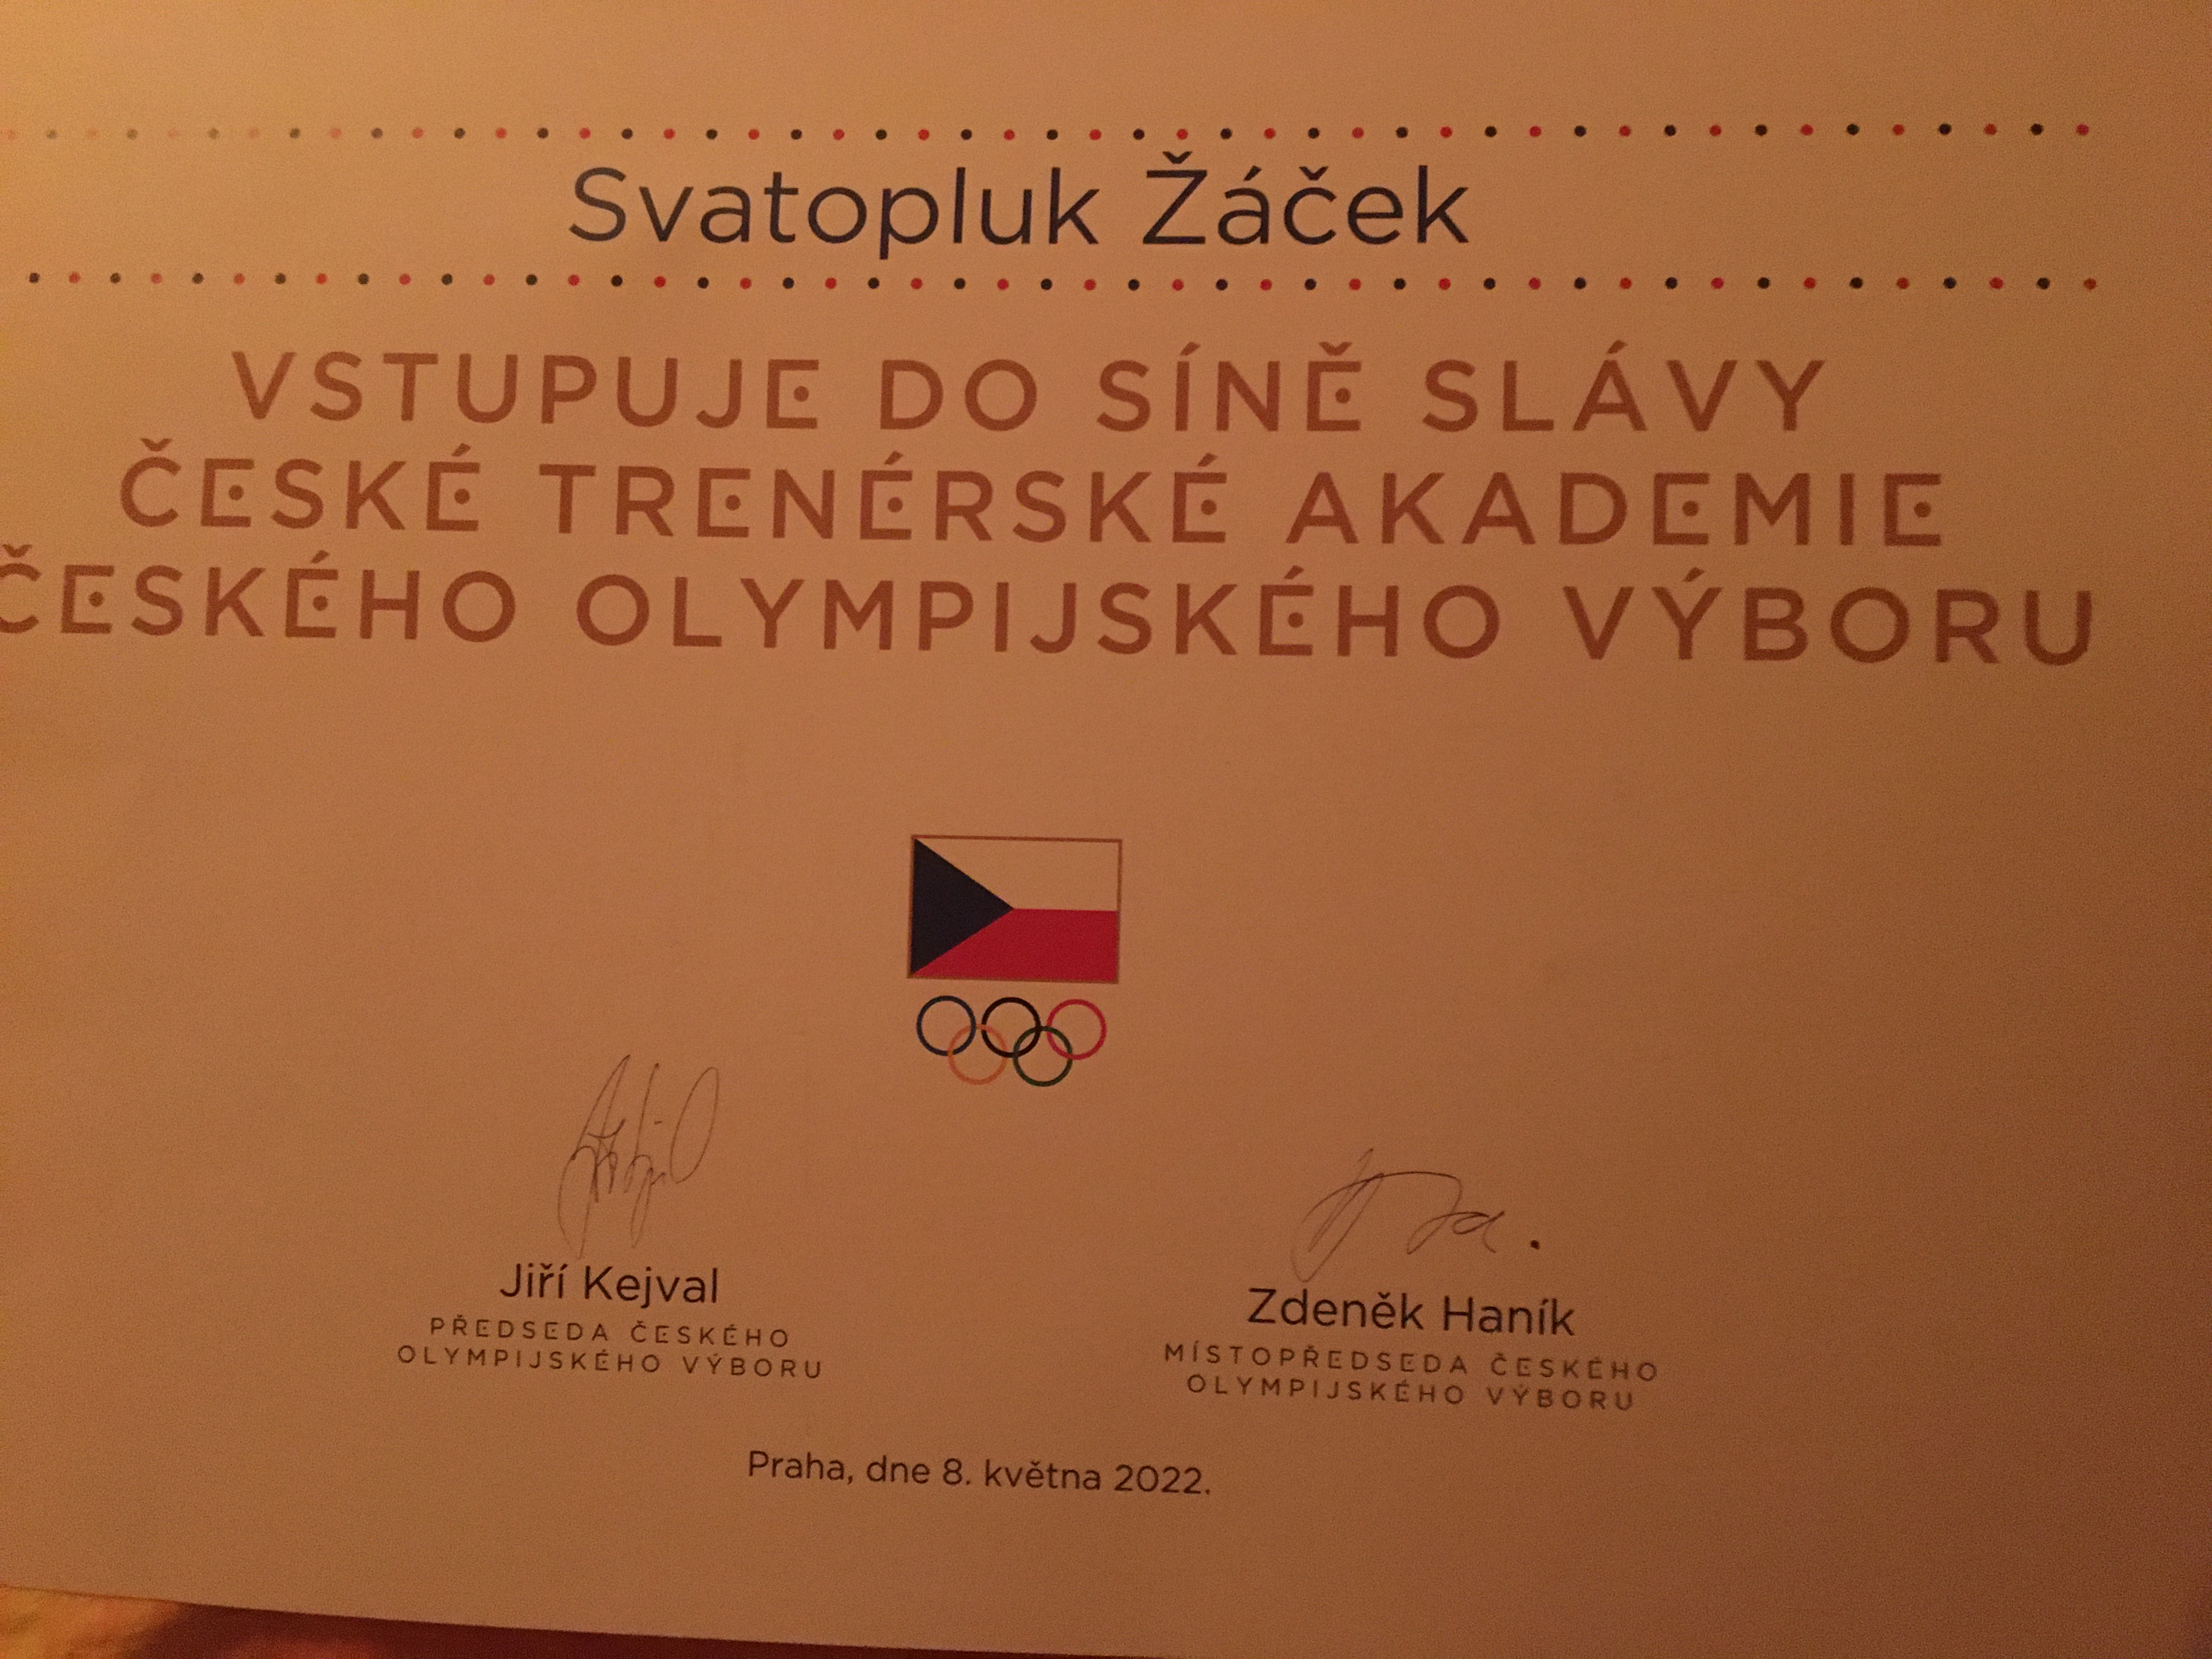 Svatopluk Žáček
VSTUPUJE DO SÍNĚ SLÁVY
ČESKÉ TRENÉRSKÉ AKADEMIE
ČESKÉHO OLYMPIJSKÉHO VÝBORU
Jiří Kejval
PŘEDSEDA ČESKÉHO
OLYMPIJSKÉHO VÝBORU
Zdeněk Haník
MÍSTOPŘEDSEDA ČESKÉHO
OLYMPIJSKÉHO VÝBORU
Praha, dne 8. května 2022.